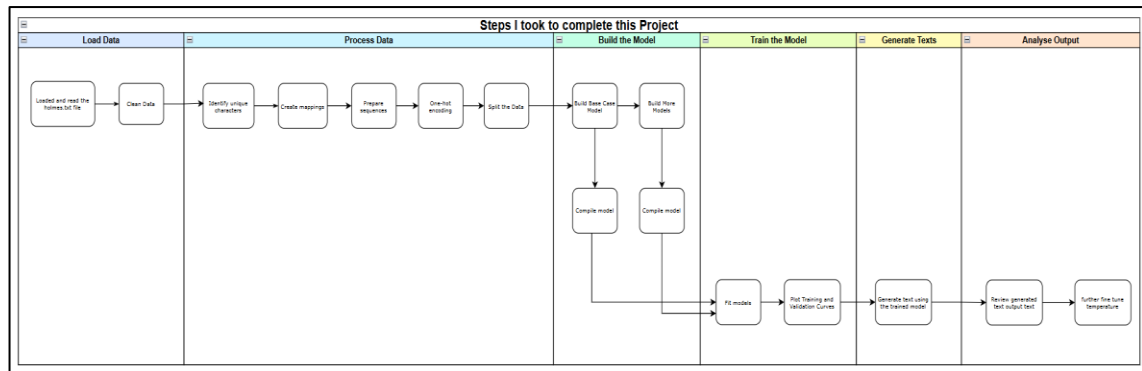 Steps I took to complete this Project
Load Data
Process Data
Build the Model
Train the Model
Generate Texts
Analyse Output
Loaded and read the
holmes.txt file
Clean Data
Identify unique
characters
Create mappings
Prepare
sequences
One-hot
encoding
Split the Data
Build Base Case
Model
Build More
Models
Compile model
Compile model
Fit models
Plot Training and
Validation Curves
Generate text using
the trained model
Review generated
text output text
further fine tune
temperature